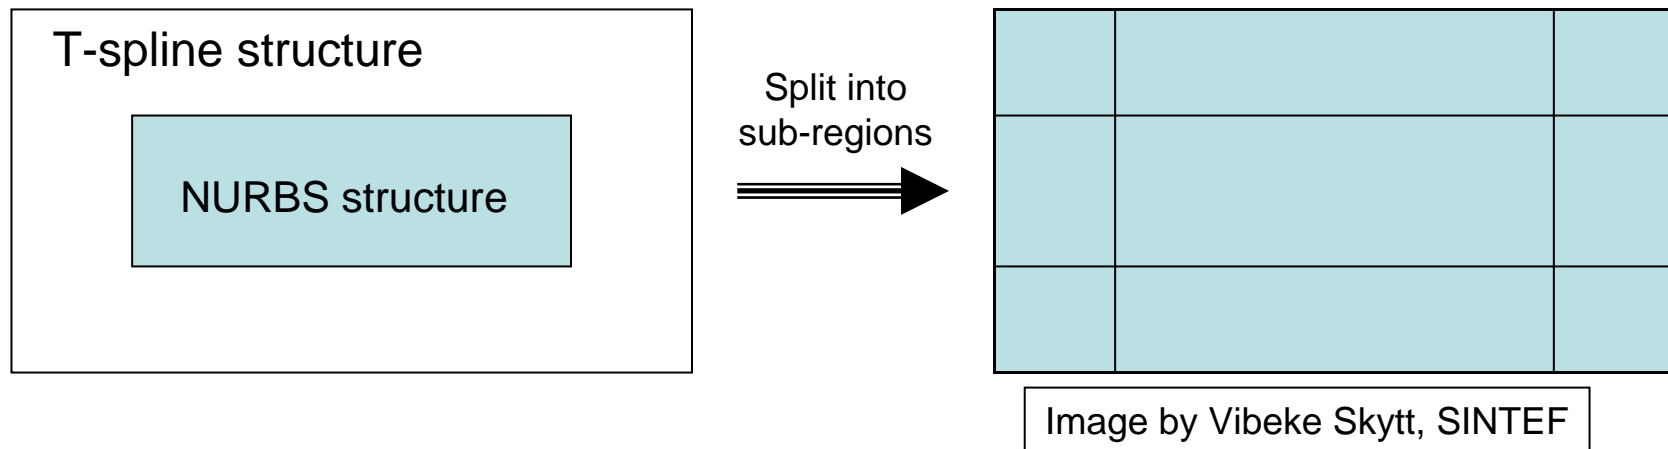 T-spline structure
NURBS structure
Split into
sub-regions
Image by Vibeke Skytt, SINTEF